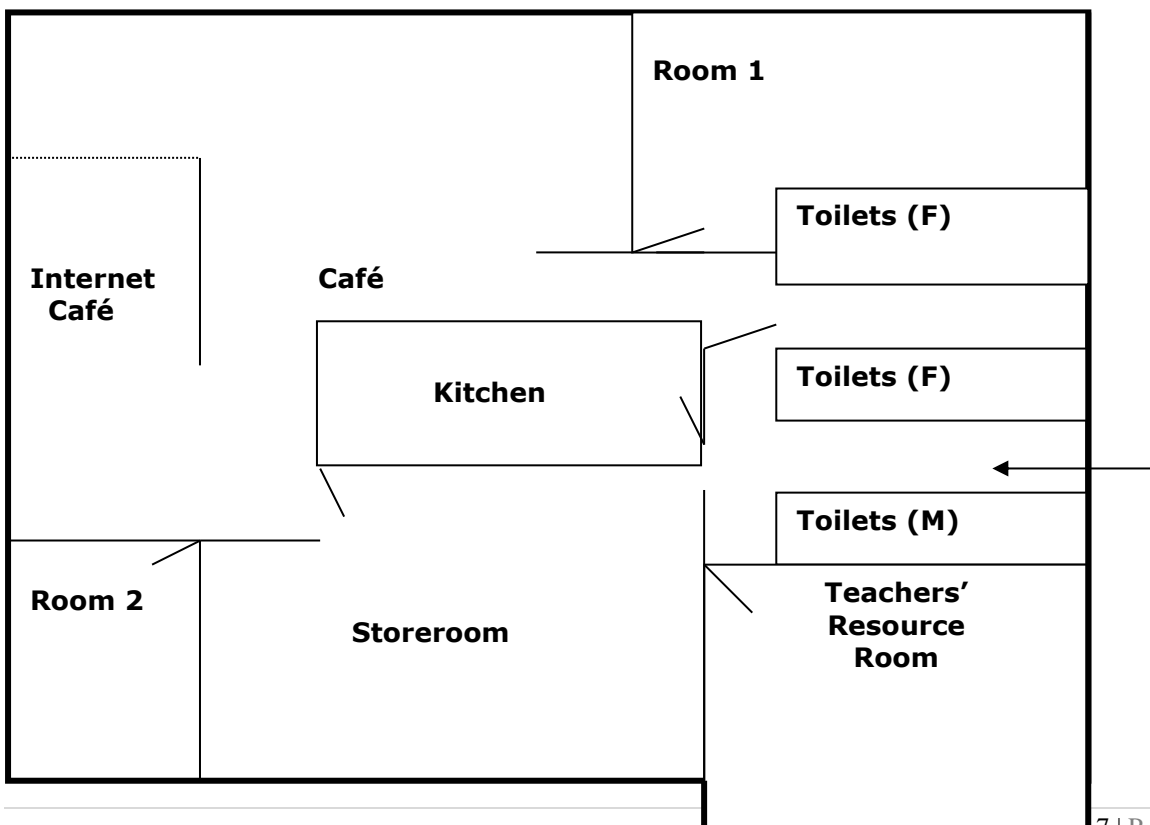 Room 1
Toilets (F)
Internet
Café
Café
Toilets (F)
Kitchen
Toilets (M)
Room 2
Teachers’
Resource
Room
Storeroom
7 |